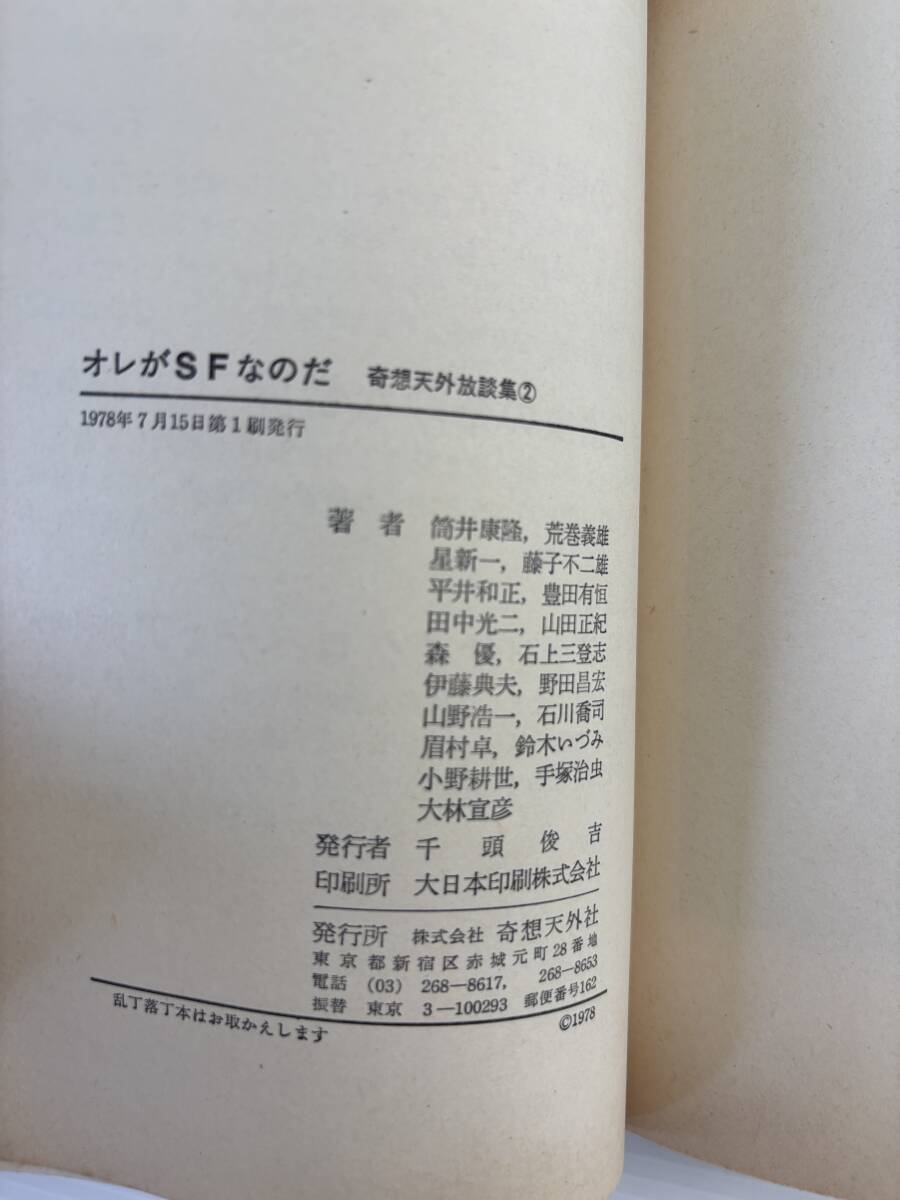 オレがSFなのだ 奇想天外放談集②
1978年7月15日第1刷発行
著者 筒井康隆, 荒巻義雄
星新一, 藤子不二雄
平井和正, 豊田有恒
田中光二, 山田正紀
森優, 石上三登志
伊藤典夫, 野田昌宏
山野浩一, 石川喬司
眉村卓, 鈴木いづみ
小野耕世, 手塚治虫
大林宣彦
発行者 千頭俊吉
印刷所 大日本印刷株式会社
発行所 株式会社 奇想天外社
東京都新宿区赤城元町28番地
電話 (03) 268—8617, 268—8653
振替 東京 3—100293 郵便番号162
乱丁落丁本はお取かえします
©1978